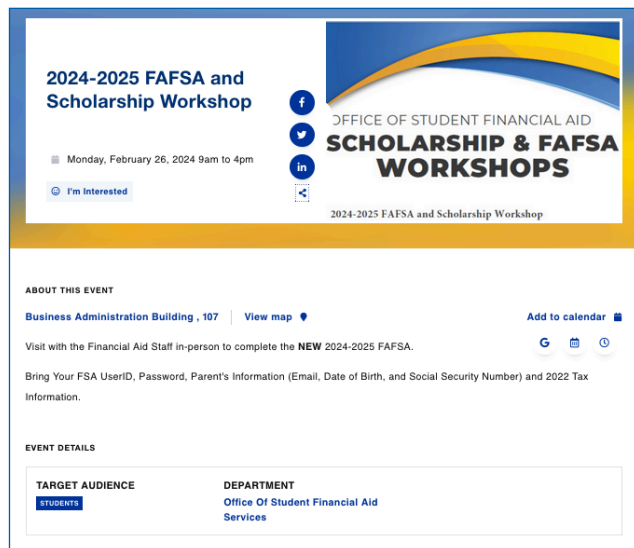 2024-2025 FAFSA and
Scholarship Workshop
Monday, February 26, 2024 9am to 4pm
I'm Interested
f
in
OFFICE OF STUDENT FINANCIAL AID
SCHOLARSHIP & FAFSA
WORKSHOPS
2024-2025 FAFSA and Scholarship Workshop
ABOUT THIS EVENT
Business Administration Building , 107 View map Add to calendar
G
Visit with the Financial Aid Staff in-person to complete the NEW 2024-2025 FAFSA.
Bring Your FSA UserID, Password, Parent's Information (Email, Date of Birth, and Social Security Number) and 2022 Tax
Information.
EVENT DETAILS
TARGET AUDIENCE DEPARTMENT
STUDENTS Office Of Student Financial Aid
Services